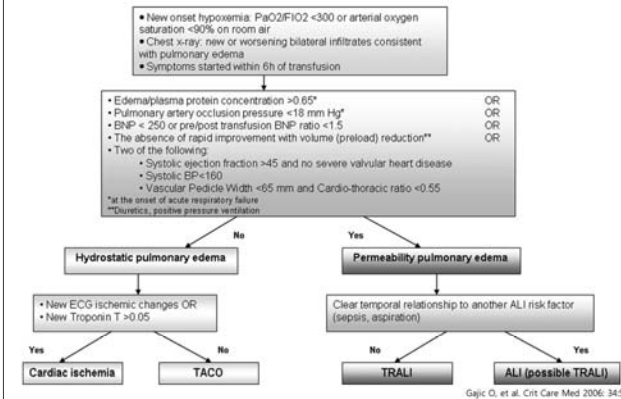 • New onset hypoxemia: PaO2/FIO2 <300 or arterial oxygen
saturation <90% on room air
• Chest x-ray: new or worsening bilateral infiltrates consistent
with pulmonary edema
• Symptoms started within 6h of transfusion
• Edema/plasma protein concentration >0.65* OR
• Pulmonary artery occlusion pressure <18 mm Hg* OR
• BNP < 250 or pre/post transfusion BNP ratio <1.5 OR
• The absence of rapid improvement with volume (preload) reduction** OR
• Two of the following:
• Systolic ejection fraction >45 and no severe valvular heart disease
• Systolic BP<160
• Vascular Pedicle Width <65 mm and Cardio-thoracic ratio <0.55
*at the onset of acute respiratory failure
**Diuretics, positive pressure ventilation
No Yes
Hydrostatic pulmonary edema Permeability pulmonary edema
• New ECG ischemic changes OR
• New Troponin T >0.05
Clear temporal relationship to another ALI risk factor
(sepsis, aspiration)
Yes No No Yes
Cardiac ischemia TACO TRALI ALI (possible TRALI)
Gajic O, et al. Crit Care Med 2006; 34: